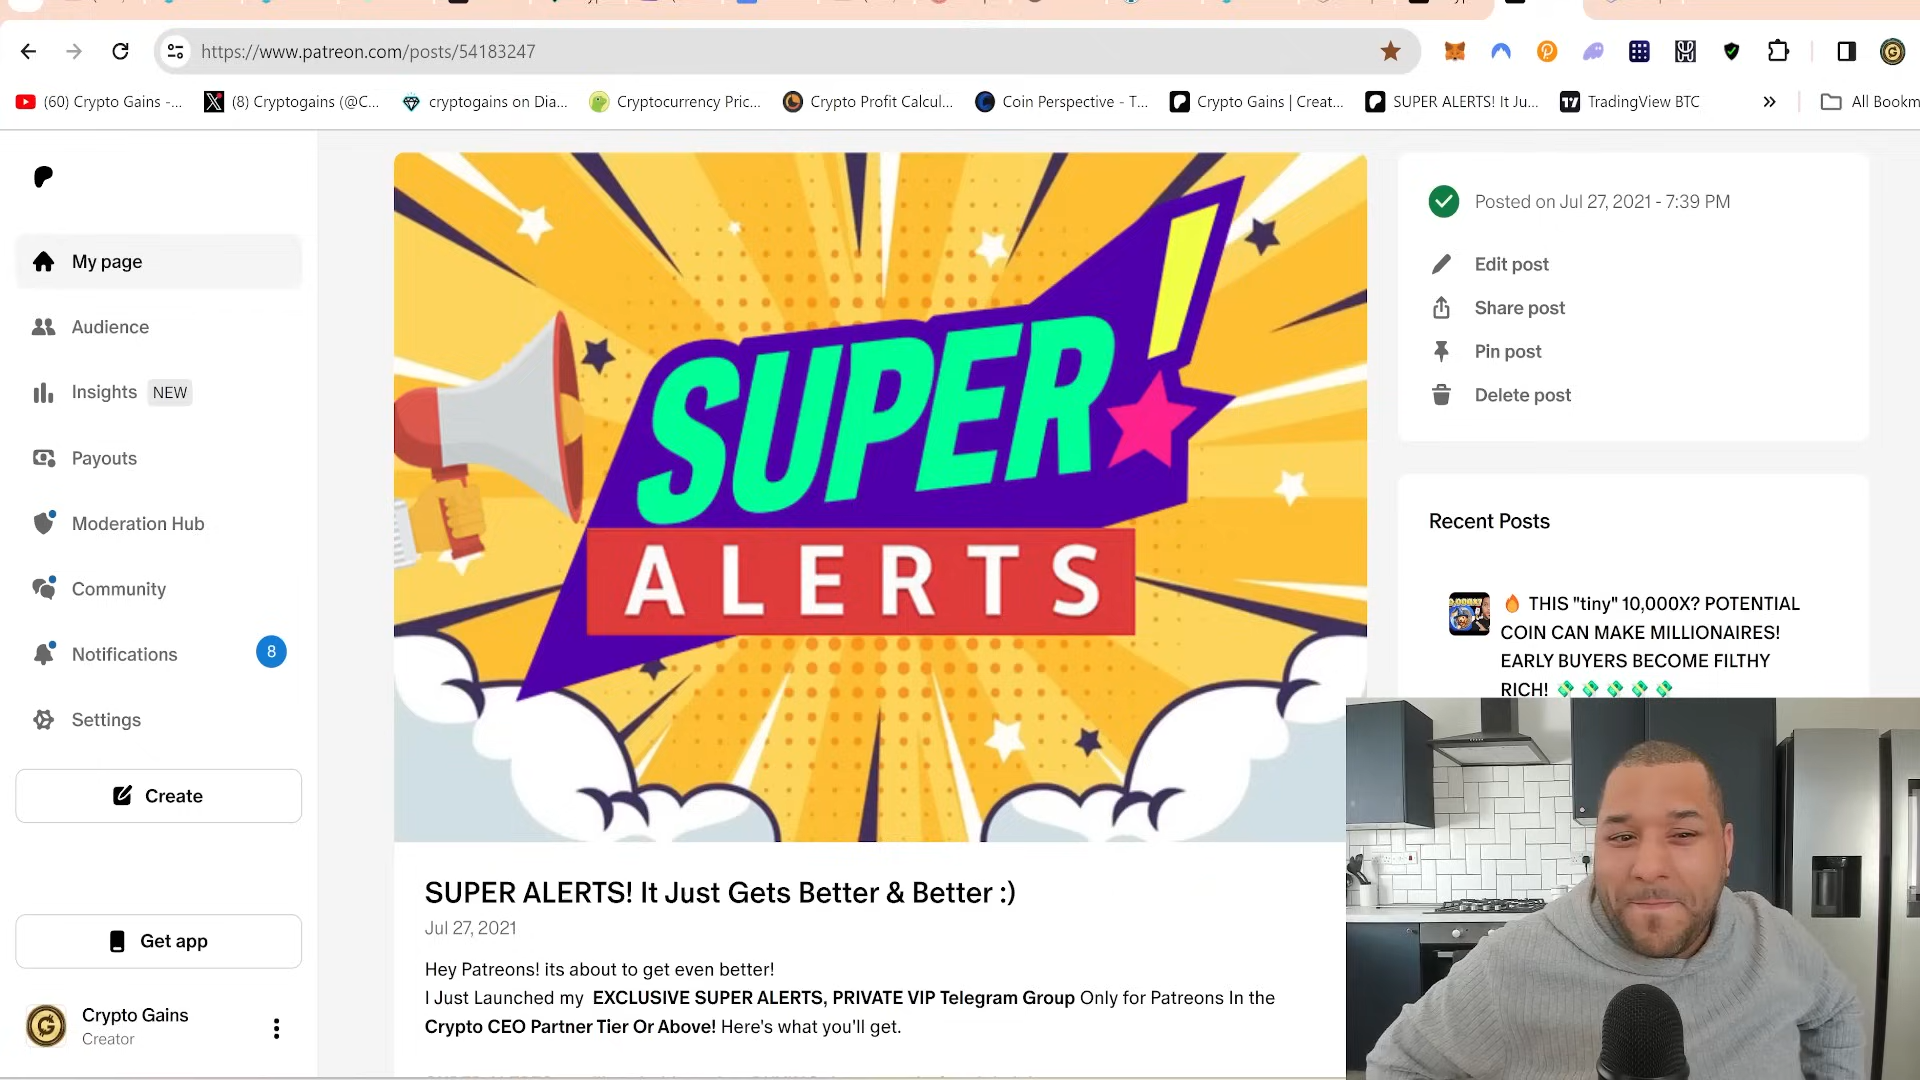 https://www.patreon.com/posts/54183247
(60) Crypto Gains -...
(8) Cryptogains (@C...
cryptogains on Dia...
Cryptocurrency Pric...
Crypto Profit Calcul...
Coin Perspective - T...
Crypto Gains | Creat...
SUPER ALERTS! It Ju...
TradingView BTC
All Bookm
My page
Audience
Insights NEW
Payouts
Moderation Hub
Community
Notifications 8
Settings
Create
Get app
Crypto Gains
Creator
SUPER!
ALERTS
SUPER ALERTS! It Just Gets Better & Better :)
Jul 27, 2021
Hey Patreons! its about to get even better!
I Just Launched my EXCLUSIVE SUPER ALERTS, PRIVATE VIP Telegram Group Only for Patreons In the
Crypto CEO Partner Tier Or Above! Here's what you'll get.
Posted on Jul 27, 2021 - 7:39 PM
Edit post
Share post
Pin post
Delete post
Recent Posts
🔥 THIS "tiny" 10,000X? POTENTIAL
COIN CAN MAKE MILLIONAIRES!
EARLY BUYERS BECOME FILTHY
RICH! 💸 💸 💸 💸 💸